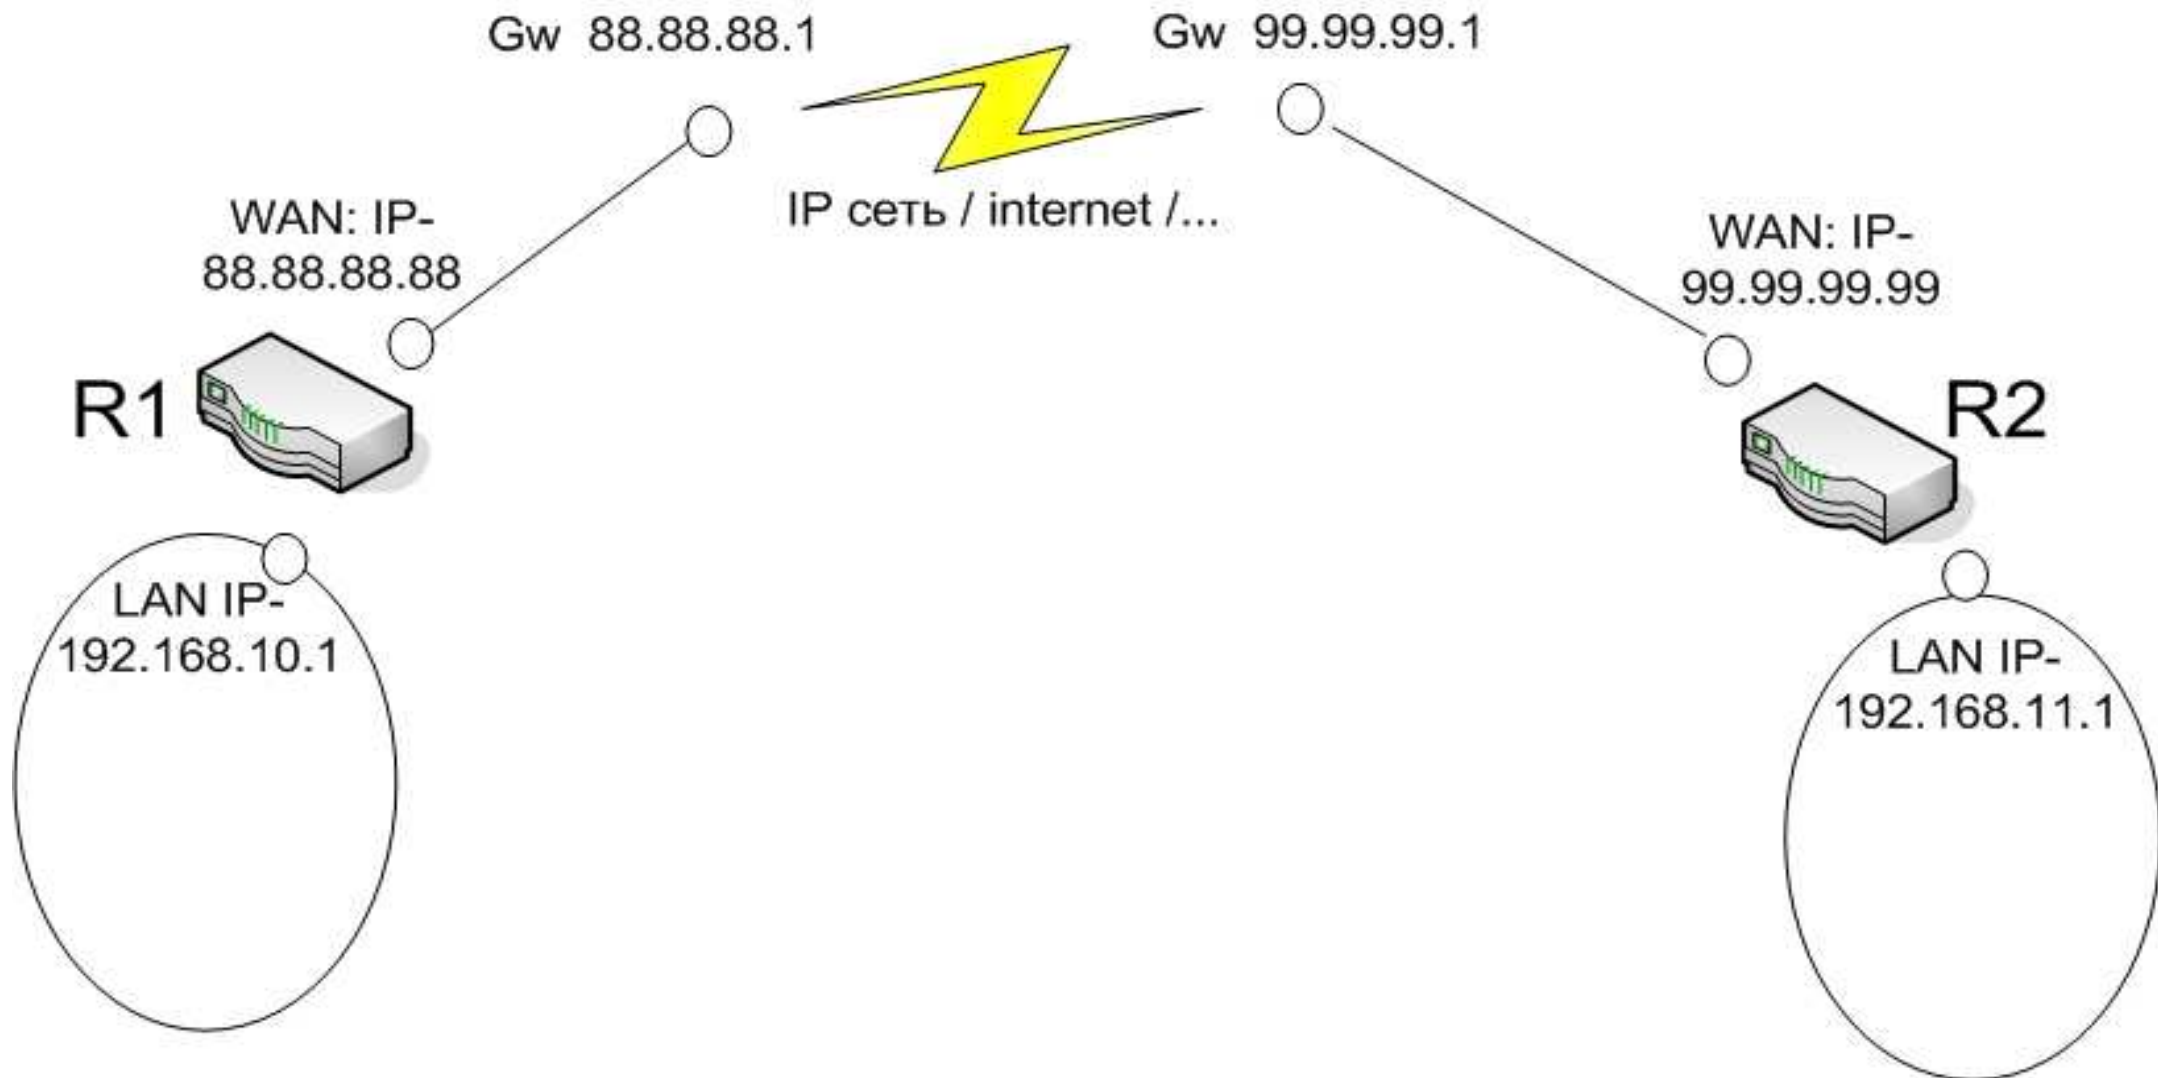 Gw 88.88.88.1
Gw 99.99.99.1
IP сеть / internet /...
WAN: IP-
88.88.88.88
WAN: IP-
99.99.99.99
R1
R2
LAN IP-
192.168.10.1
LAN IP-
192.168.11.1